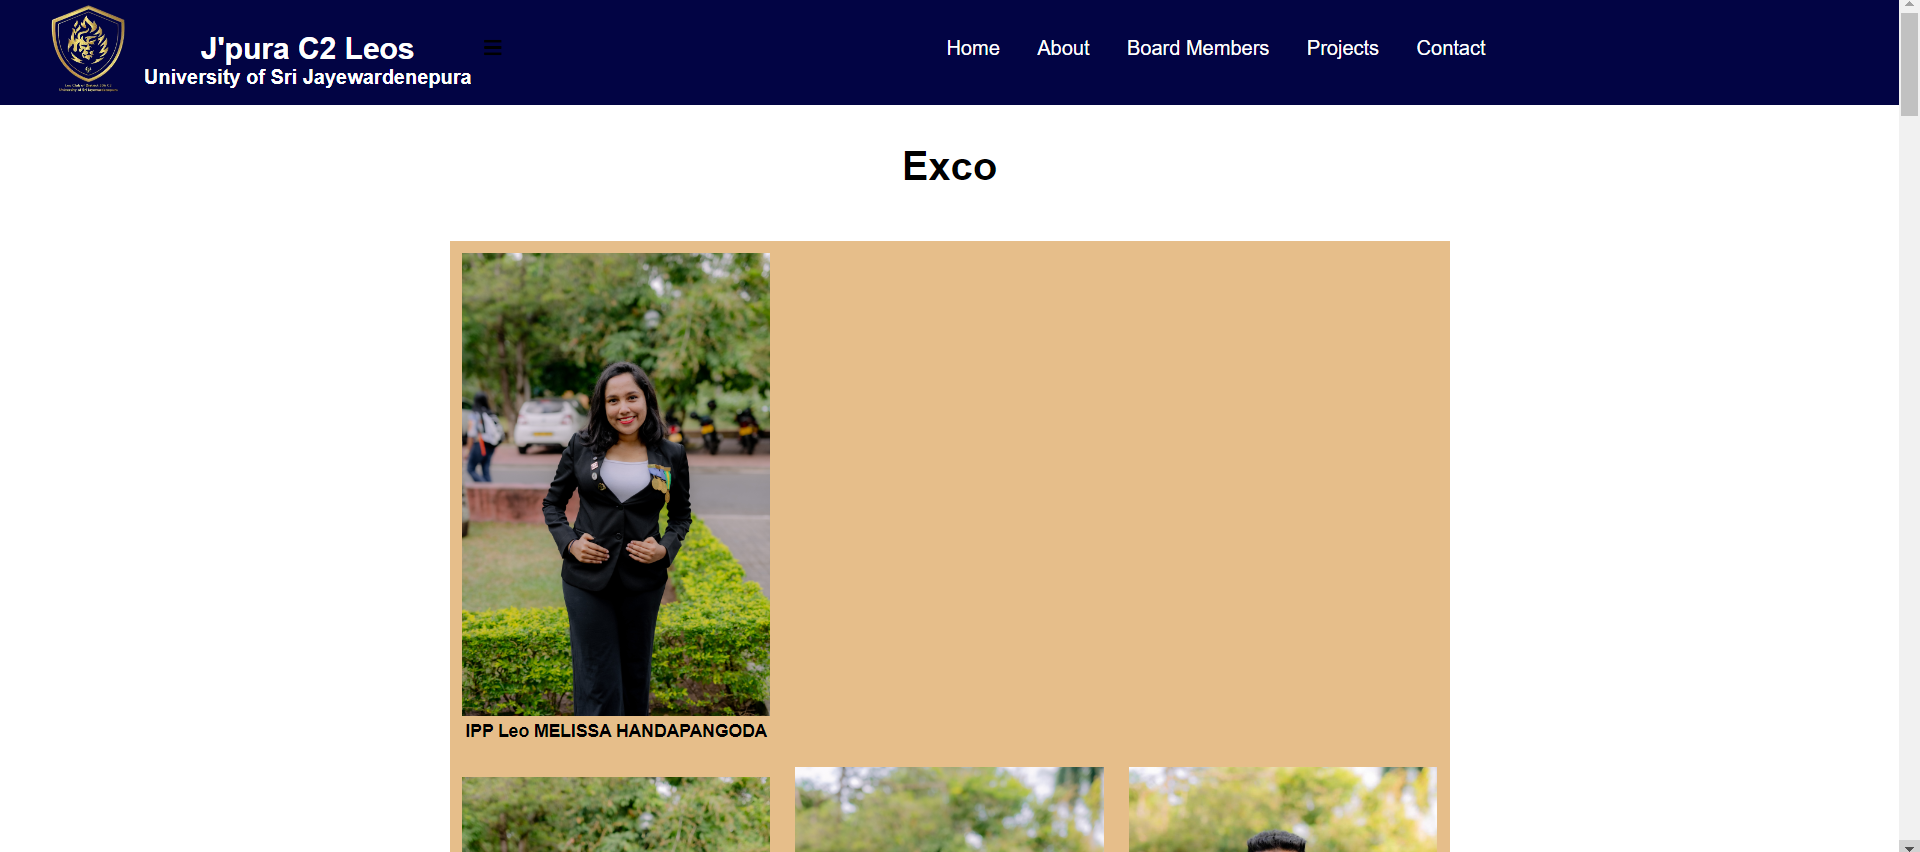 J'pura C2 Leos
University of Sri Jayewardenepura
Home
About
Board Members
Projects
Contact
Exco
IPP Leo MELISSA HANDAPANGODA